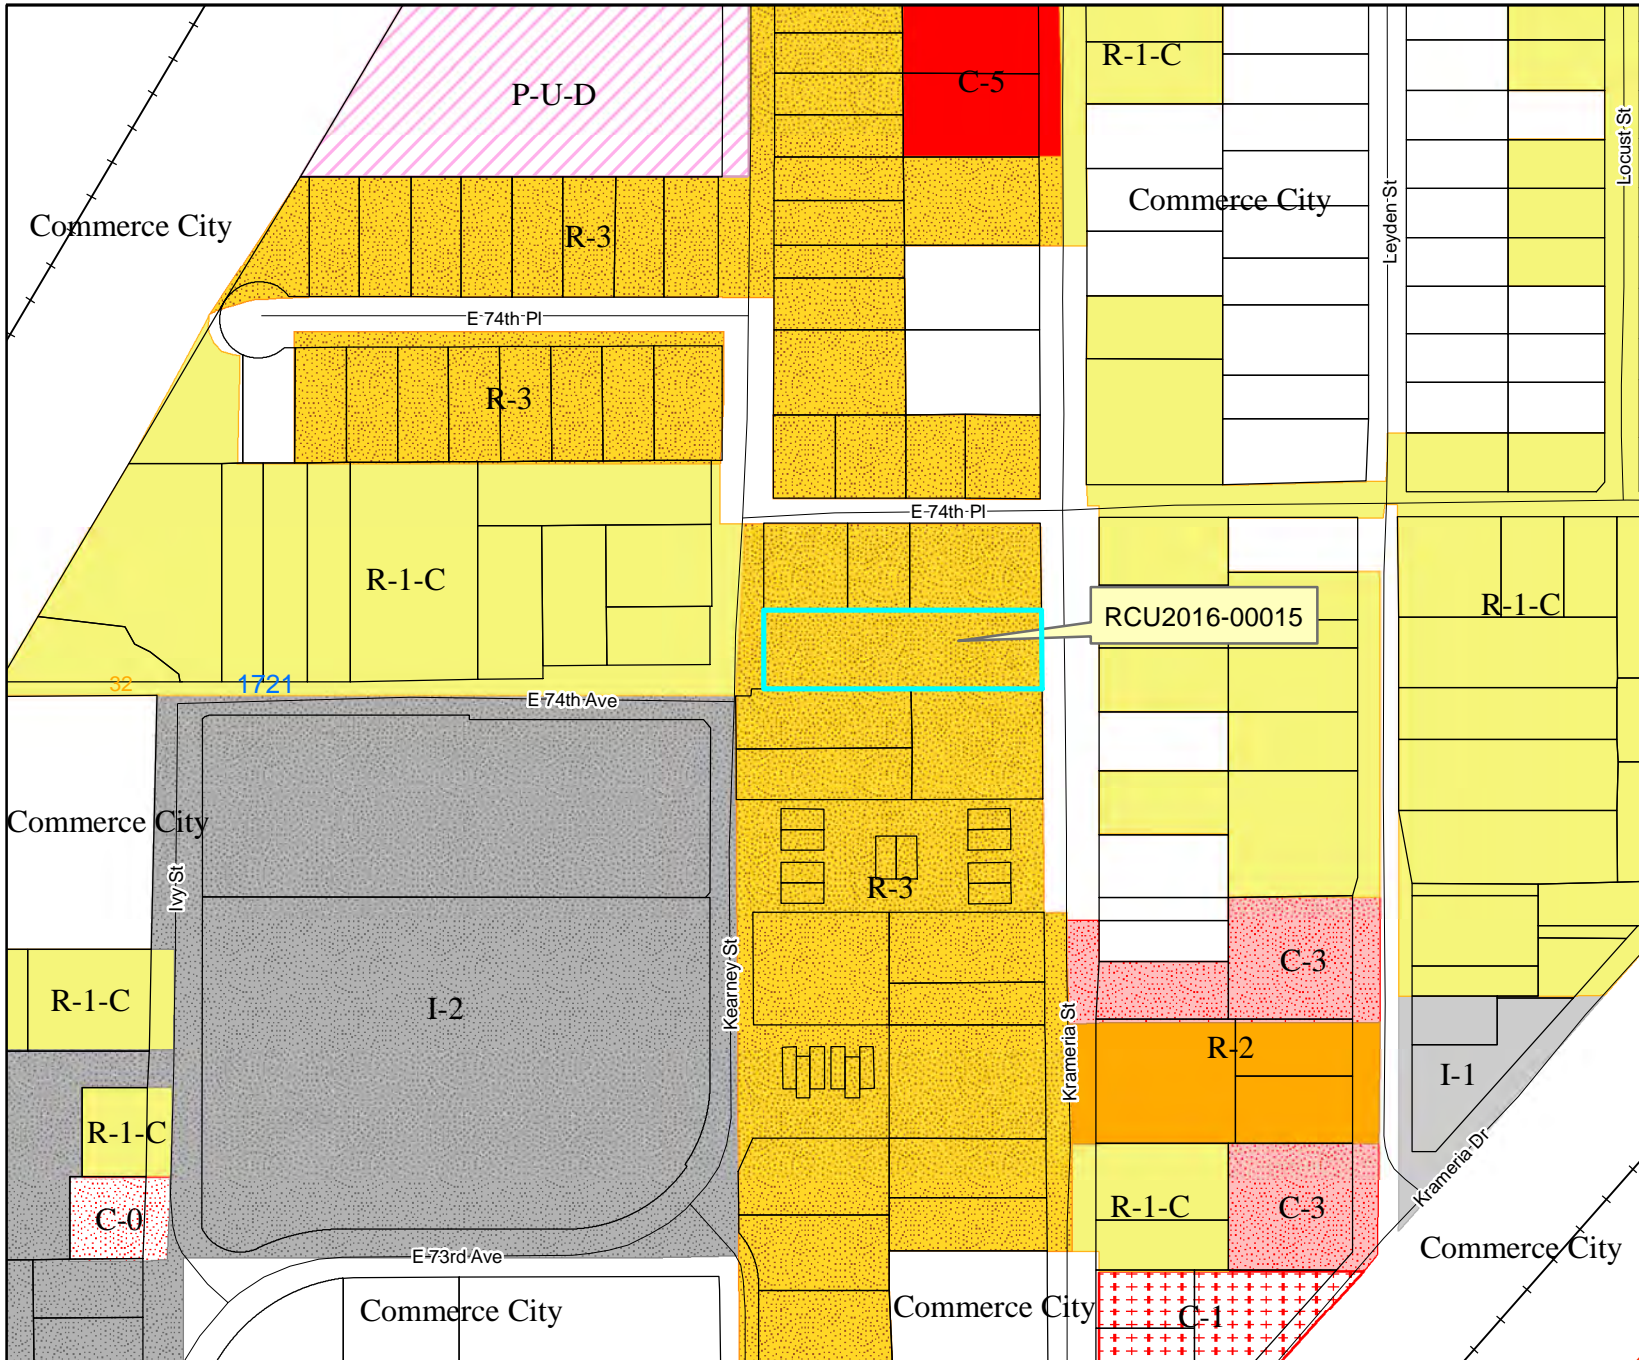 R-1-C
C-5
P-U-D
Locust St
Commerce City
Commerce City
Leyden St
R-3
E 74th Pl
R-3
E 74th Pl
R-1-C
R-1-C
RCU2016-00015
32
1721
E 74th Ave
Commerce City
Ivy St
R-3
Kearney St
C-3
R-1-C
I-2
Krameria St
R-2
I-1
R-1-C
Krameria Dr
C-0
R-1-C
C-3
E 73rd Ave
Commerce City
Commerce City
Commerce City
C-1